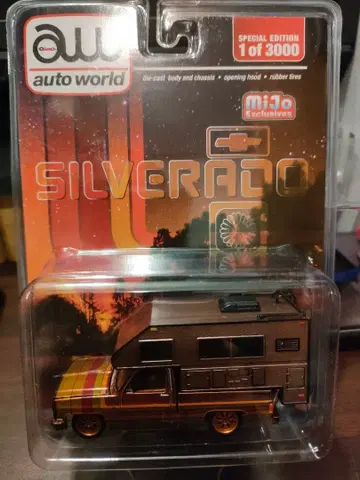 aw
auto world
SPECIAL EDITION
1 of 3000
die-cast body and chassis • opening hood • rubber tires
MiJo
Exclusives
SILVERADO